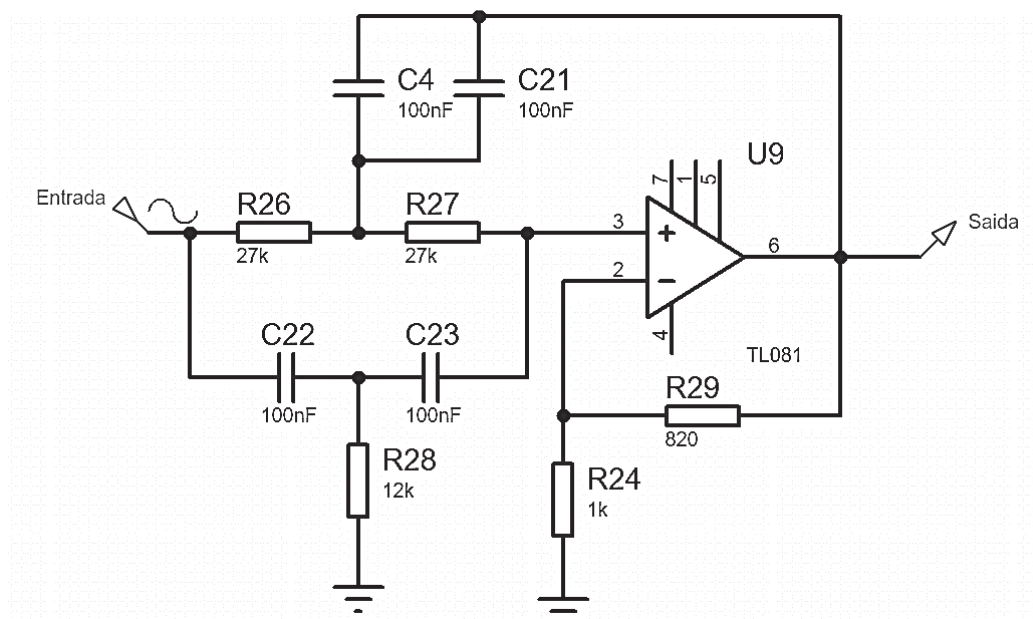 C4
100nF
C21
100nF
U9
Entrada
R26
27k
R27
27k
3
2
7
1
5
4
6
Saida
TL081
C22
100nF
C23
100nF
R28
12k
R29
820
R24
1k